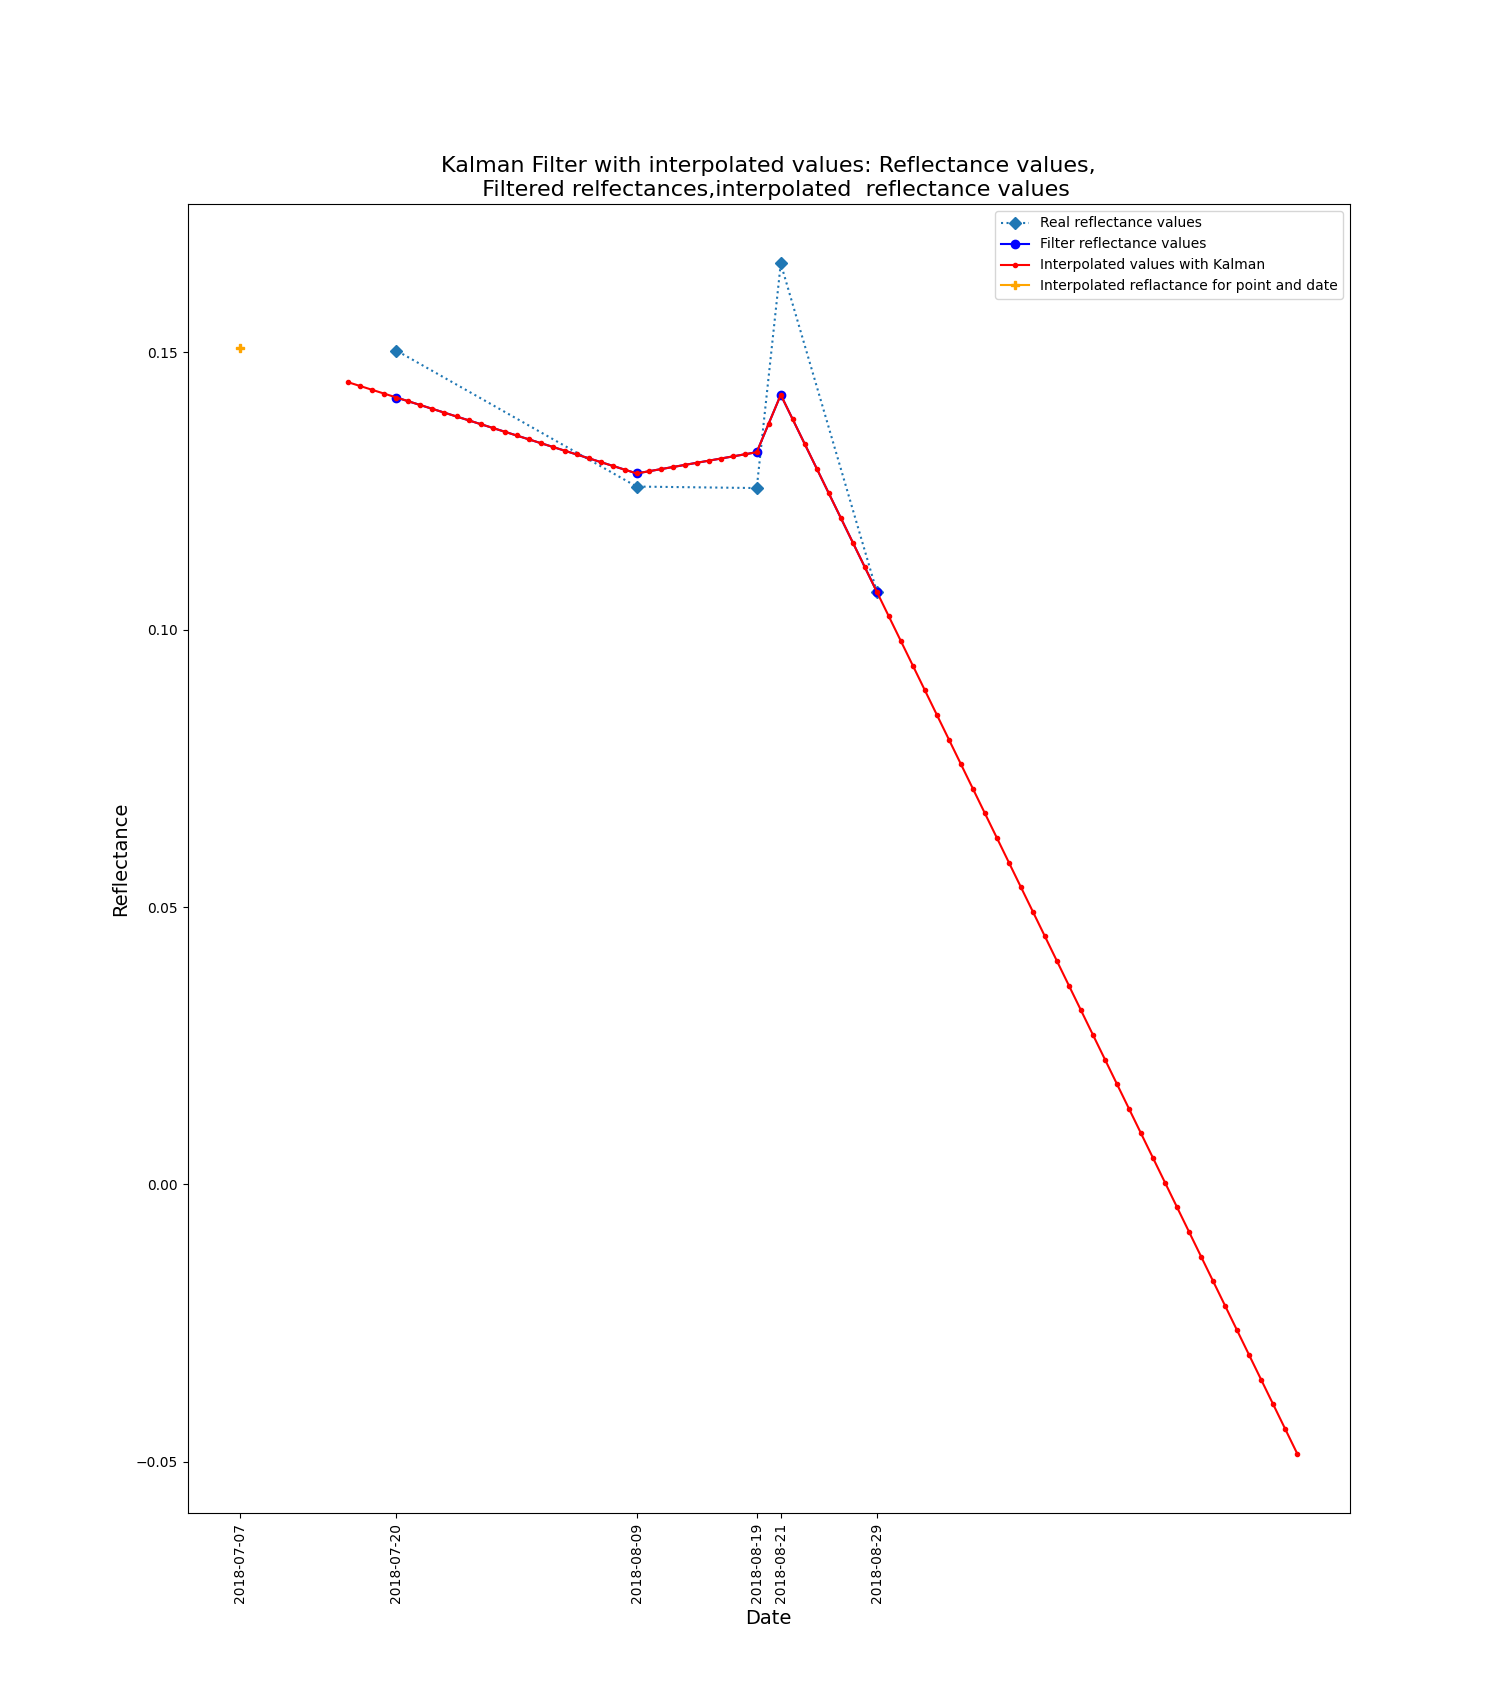 Kalman Filter with interpolated values: Reflectance values,
Filtered relfectances,interpolated  reflectance values
Real reflectance values
Filter reflectance values
Interpolated values with Kalman
Interpolated reflactance for point and date
0.15
0.10
0.05
0.00
−0.05
Reflectance
2018-07-07
2018-07-20
2018-08-09
2018-08-19
2018-08-21
2018-08-29
Date